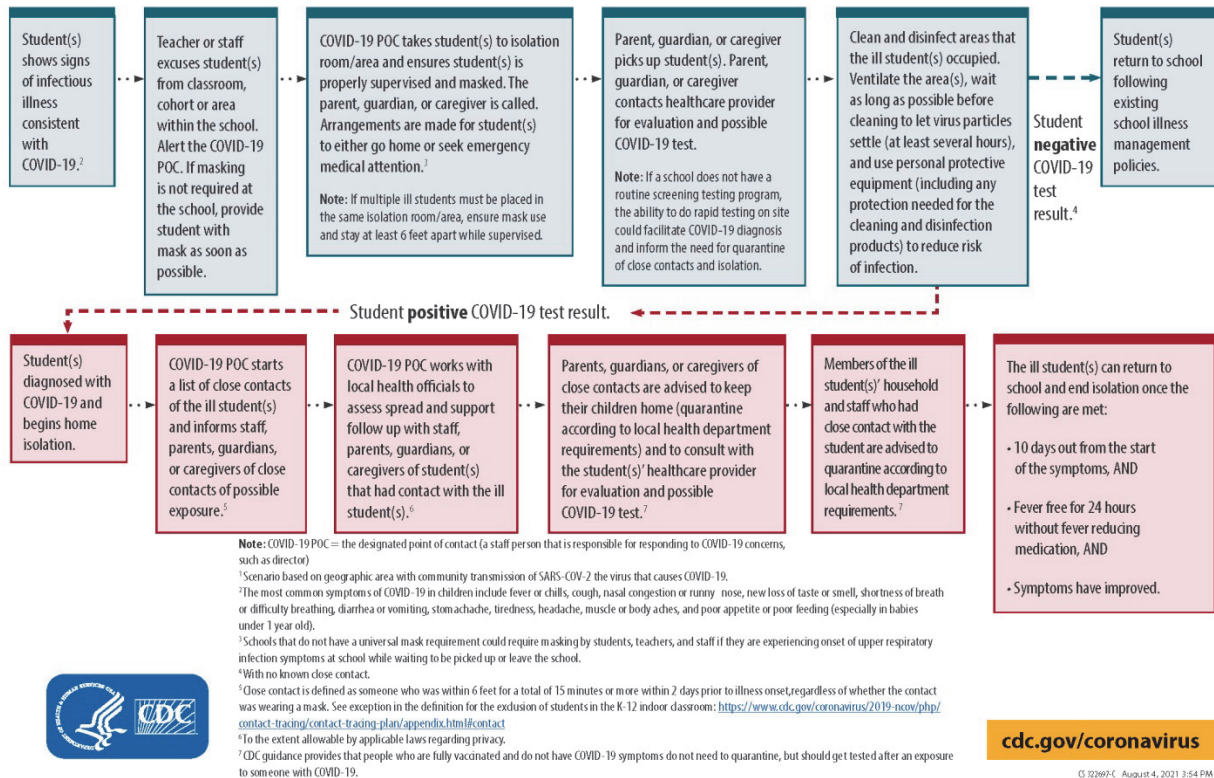 Student(s)
shows signs
of infectious
illness
consistent
with
COVID-19.2
Teacher or staff
excuses student(s)
from classroom,
cohort or area
within the school.
Alert the COVID-19
POC. If masking
is not required at
the school, provide
student with
mask as soon as
possible.
COVID-19 POC takes student(s) to isolation
room/area and ensures student(s) is
properly supervised and masked. The
parent, guardian, or caregiver is called.
Arrangements are made for student(s)
to either go home or seek emergency
medical attention.3
Note: If multiple ill students must be placed in
the same isolation room/area, ensure mask use
and stay at least 6 feet apart while supervised.
Parent, guardian, or caregiver
picks up student(s). Parent,
guardian, or caregiver
contacts healthcare provider
for evaluation and possible
COVID-19 test.
Note: If a school does not have a
routine screening testing program,
the ability to do rapid testing on site
could facilitate COVID-19 diagnosis
and inform the need for quarantine
of close contacts and isolation.
Clean and disinfect areas that
the ill student(s) occupied.
Ventilate the area(s), wait
as long as possible before
cleaning to let virus particles
settle (at least several hours),
and use personal protective
equipment (including any
protection needed for the
cleaning and disinfection
products) to reduce risk
of infection.
Student
negative
COVID-19
test
result.4
Student(s)
return to school
following
existing
school illness
management
policies.
Student positive COVID-19 test result.
Student(s)
diagnosed with
COVID-19 and
begins home
isolation.
COVID-19 POC starts
a list of close contacts
of the ill student(s)
and informs staff,
parents, guardians,
or caregivers of close
contacts of possible
exposure.5
COVID-19 POC works with
local health officials to
assess spread and support
follow up with staff,
parents, guardians, or
caregivers of student(s)
that had contact with the ill
student(s).6
Parents, guardians, or caregivers of
close contacts are advised to keep
their children home (quarantine
according to local health department
requirements) and to consult with
the student(s)' healthcare provider
for evaluation and possible
COVID-19 test.7
Members of the ill
student(s)' household
and staff who had
close contact with the
student are advised to
quarantine according to
local health department
requirements.7
The ill student(s) can return to
school and end isolation once the
following are met:
• 10 days out from the start
of the symptoms, AND
• Fever free for 24 hours
without fever reducing
medication, AND
• Symptoms have improved.
Note: COVID-19 POC = the designated point of contact (a staff person that is responsible for responding to COVID-19 concerns,
such as director)
1Scenario based on geographic area with community transmission of SARS-COV-2 the virus that causes COVID-19.
2The most common symptoms of COVID-19 in children include fever or chills, cough, nasal congestion or runny nose, new loss of taste or smell, shortness of breath
or difficulty breathing, diarrhea or vomiting, stomachache, tiredness, headache, muscle or body aches, and poor appetite or poor feeding (especially in babies
under 1 year old).
3Schools that do not have a universal mask requirement could require masking by students, teachers, and staff if they are experiencing onset of upper respiratory
infection symptoms at school while waiting to be picked up or leave the school.
4With no known close contact.
5Close contact is defined as someone who was within 6 feet for a total of 15 minutes or more within 2 days prior to illness onset,regardless of whether the contact
was wearing a mask. See exception in the definition for the exclusion of students in the K-12 indoor classroom: https://www.cdc.gov/coronavirus/2019-ncov/php/
contact-tracing/contact-tracing-plan/appendix.html#contact
6To the extent allowable by applicable laws regarding privacy.
7CDC guidance provides that people who are fully vaccinated and do not have COVID-19 symptoms do not need to quarantine, but should get tested after an exposure
to someone with COVID-19.
CDC
cdc.gov/coronavirus
CS 322697-C August 4, 2021 3:54 PM